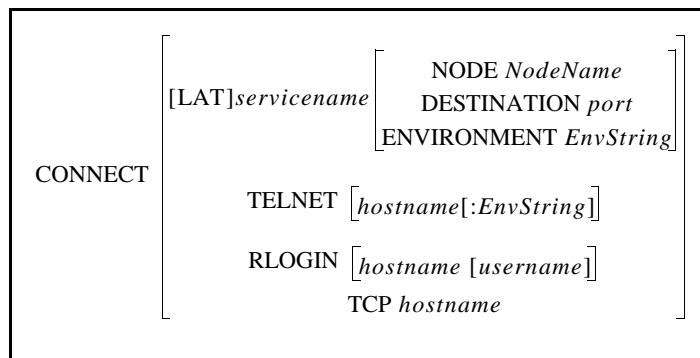 NODE NodeName
[LAT]servicename DESTINATION port
ENVIRONMENT EnvString
CONNECT
TELNET [hostname[:EnvString]]
RLOGIN [hostname [username]]
TCP hostname